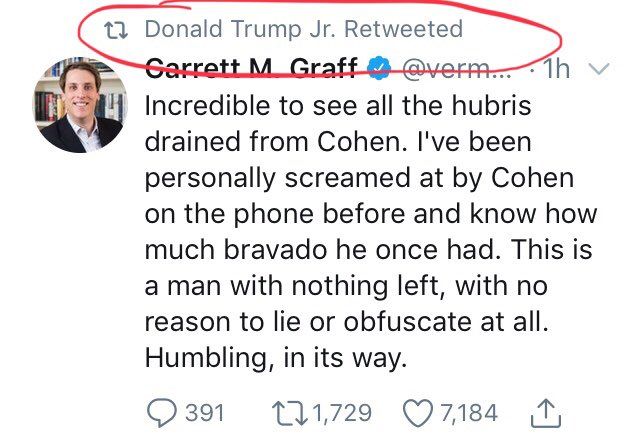 Donald Trump Jr. Retweeted
Garrett M. Graff @verm... · 1h
Incredible to see all the hubris
drained from Cohen. I've been
personally screamed at by Cohen
on the phone before and know how
much bravado he once had. This is
a man with nothing left, with no
reason to lie or obfuscate at all.
Humbling, in its way.
391 1,729 7,184